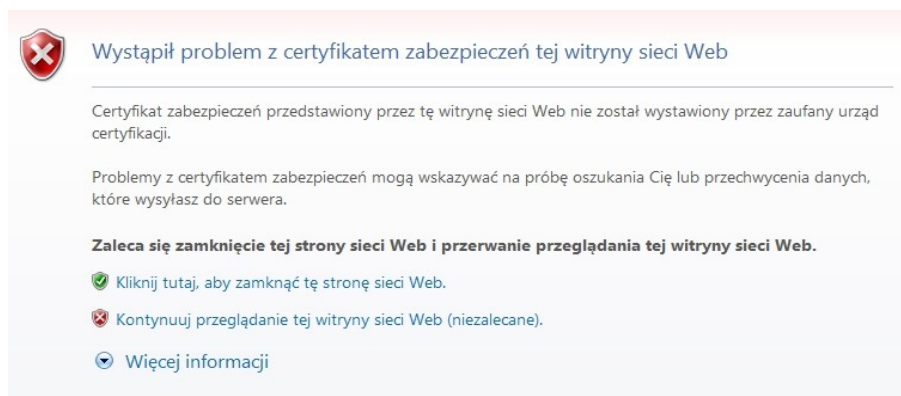 Wystąpił problem z certyfikatem zabezpieczeń tej witryny sieci Web
Certyfikat zabezpieczeń przedstawiony przez tę witrynę sieci Web nie został wystawiony przez zaufany urząd
certyfikacji.
Problemy z certyfikatem zabezpieczeń mogą wskazywać na próbę oszukania Cię lub przechwycenia danych,
które wysyłasz do serwera.
Zaleca się zamknięcie tej strony sieci Web i przerwanie przeglądania tej witryny sieci Web.
Kliknij tutaj, aby zamknąć tę stronę sieci Web.
Kontynuuj przeglądanie tej witryny sieci Web (niezalecane).
Więcej informacji